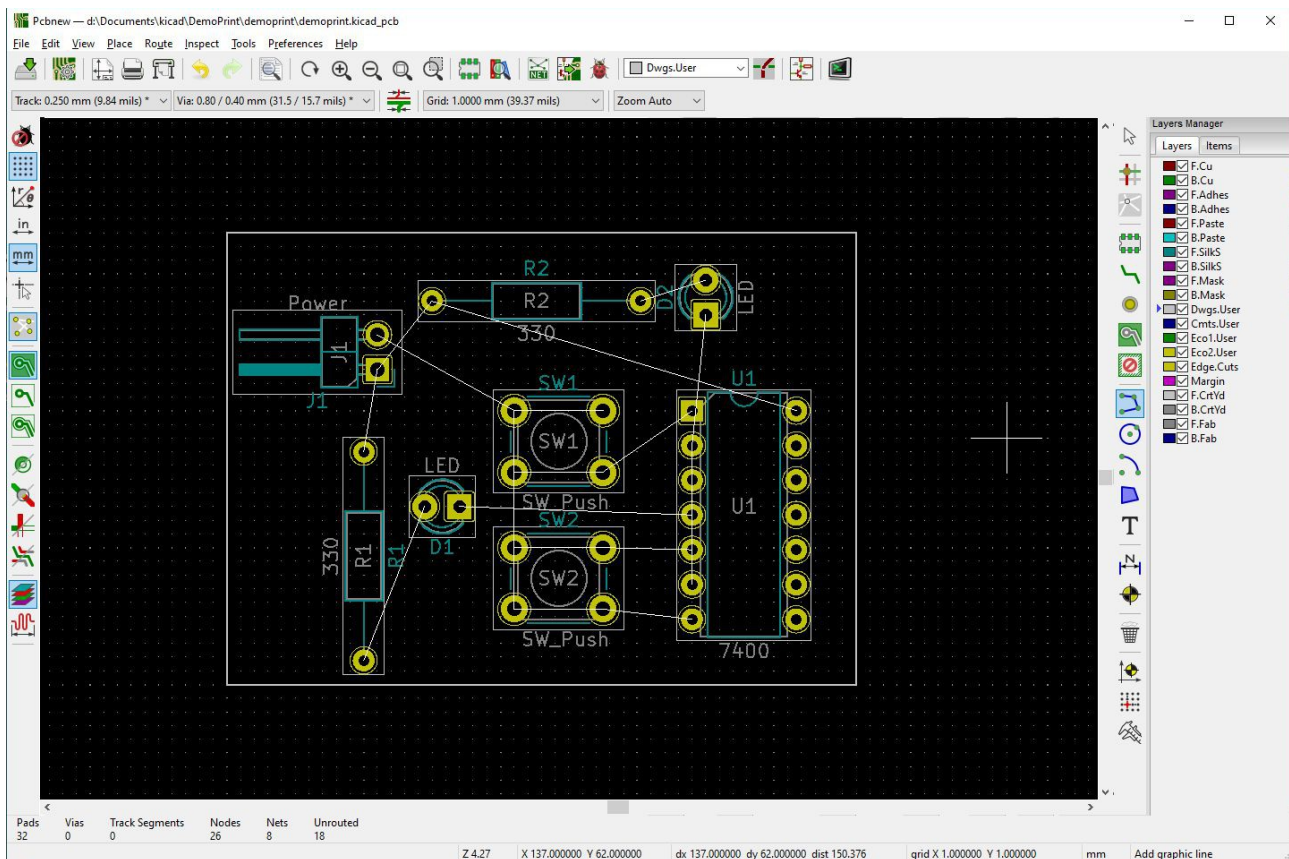 Pcbnew — d:\Documents\kicad\DemoPrint\demoprint\demoprint.kicad_pcb
File Edit View Place Route Inspect Tools Preferences Help
NET Dwgs.User
Track: 0.250 mm (9.84 mils) * Via: 0.80 / 0.40 mm (31.5 / 15.7 mils) * Grid: 1.0000 mm (39.37 mils) Zoom Auto
in
mm
Layers Manager
Layers Items
F.Cu
B.Cu
F.Adhes
B.Adhes
F.Paste
B.Paste
F.SilkS
B.SilkS
F.Mask
B.Mask
Dwgs.User
Cmts.User
Eco1.User
Eco2.User
Edge.Cuts
Margin
F.CrtYd
B.CrtYd
F.Fab
B.Fab
T
N
R2
R2
330
D2
LED
Power
J1
J1
SW1
SW1
SW_Push
U1
U1
7400
LED
D1
330
R1
R1
SW2
SW2
SW_Push
Pads Vias Track Segments Nodes Nets Unrouted
32 0 0 26 8 18
Z 4.27 X 137.000000 Y 62.000000 dx 137.000000 dy 62.000000 dist 150.376 grid X 1.000000 Y 1.000000 mm Add graphic line